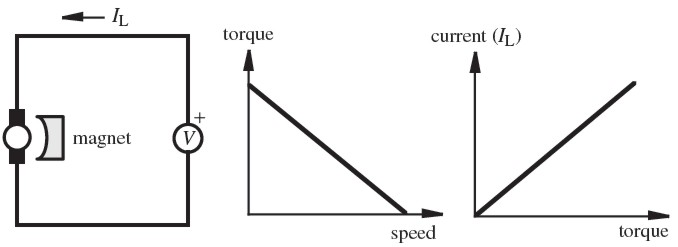 I_L
magnet
+
V
torque
speed
current (I_L)
torque